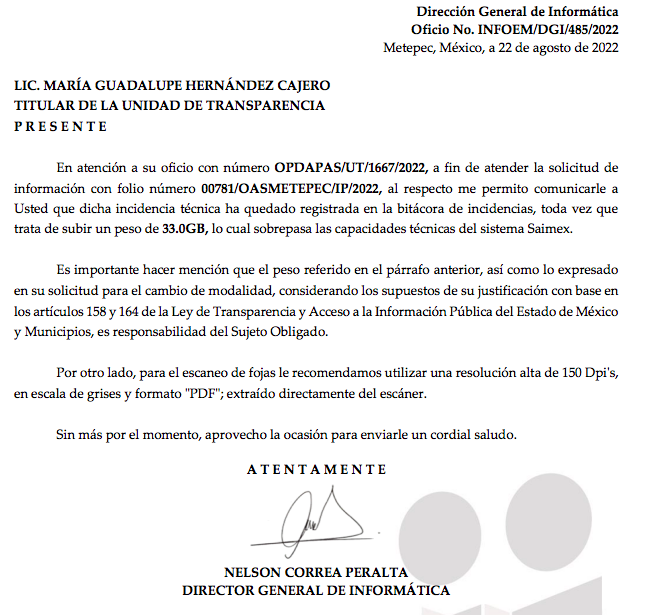 Dirección General de Informática
Oficio No. INFOEM/DGI/485/2022
Metepec, México, a 22 de agosto de 2022
LIC. MARÍA GUADALUPE HERNÁNDEZ CAJERO
TITULAR DE LA UNIDAD DE TRANSPARENCIA
P R E S E N T E
En atención a su oficio con número OPDAPAS/UT/1667/2022, a fin de atender la solicitud de
información con folio número 00781/OASMETEPEC/IP/2022, al respecto me permito comunicarle a
Usted que dicha incidencia técnica ha quedado registrada en la bitácora de incidencias, toda vez que
trata de subir un peso de 33.0GB, lo cual sobrepasa las capacidades técnicas del sistema Saimex.
Es importante hacer mención que el peso referido en el párrafo anterior, así como lo expresado
en su solicitud para el cambio de modalidad, considerando los supuestos de su justificación con base en
los artículos 158 y 164 de la Ley de Transparencia y Acceso a la Información Pública del Estado de México
y Municipios, es responsabilidad del Sujeto Obligado.
Por otro lado, para el escaneo de fojas le recomendamos utilizar una resolución alta de 150 Dpi's,
en escala de grises y formato "PDF"; extraído directamente del escáner.
Sin más por el momento, aprovecho la ocasión para enviarle un cordial saludo.
A T E N T A M E N T E
NELSON CORREA PERALTA
DIRECTOR GENERAL DE INFORMÁTICA